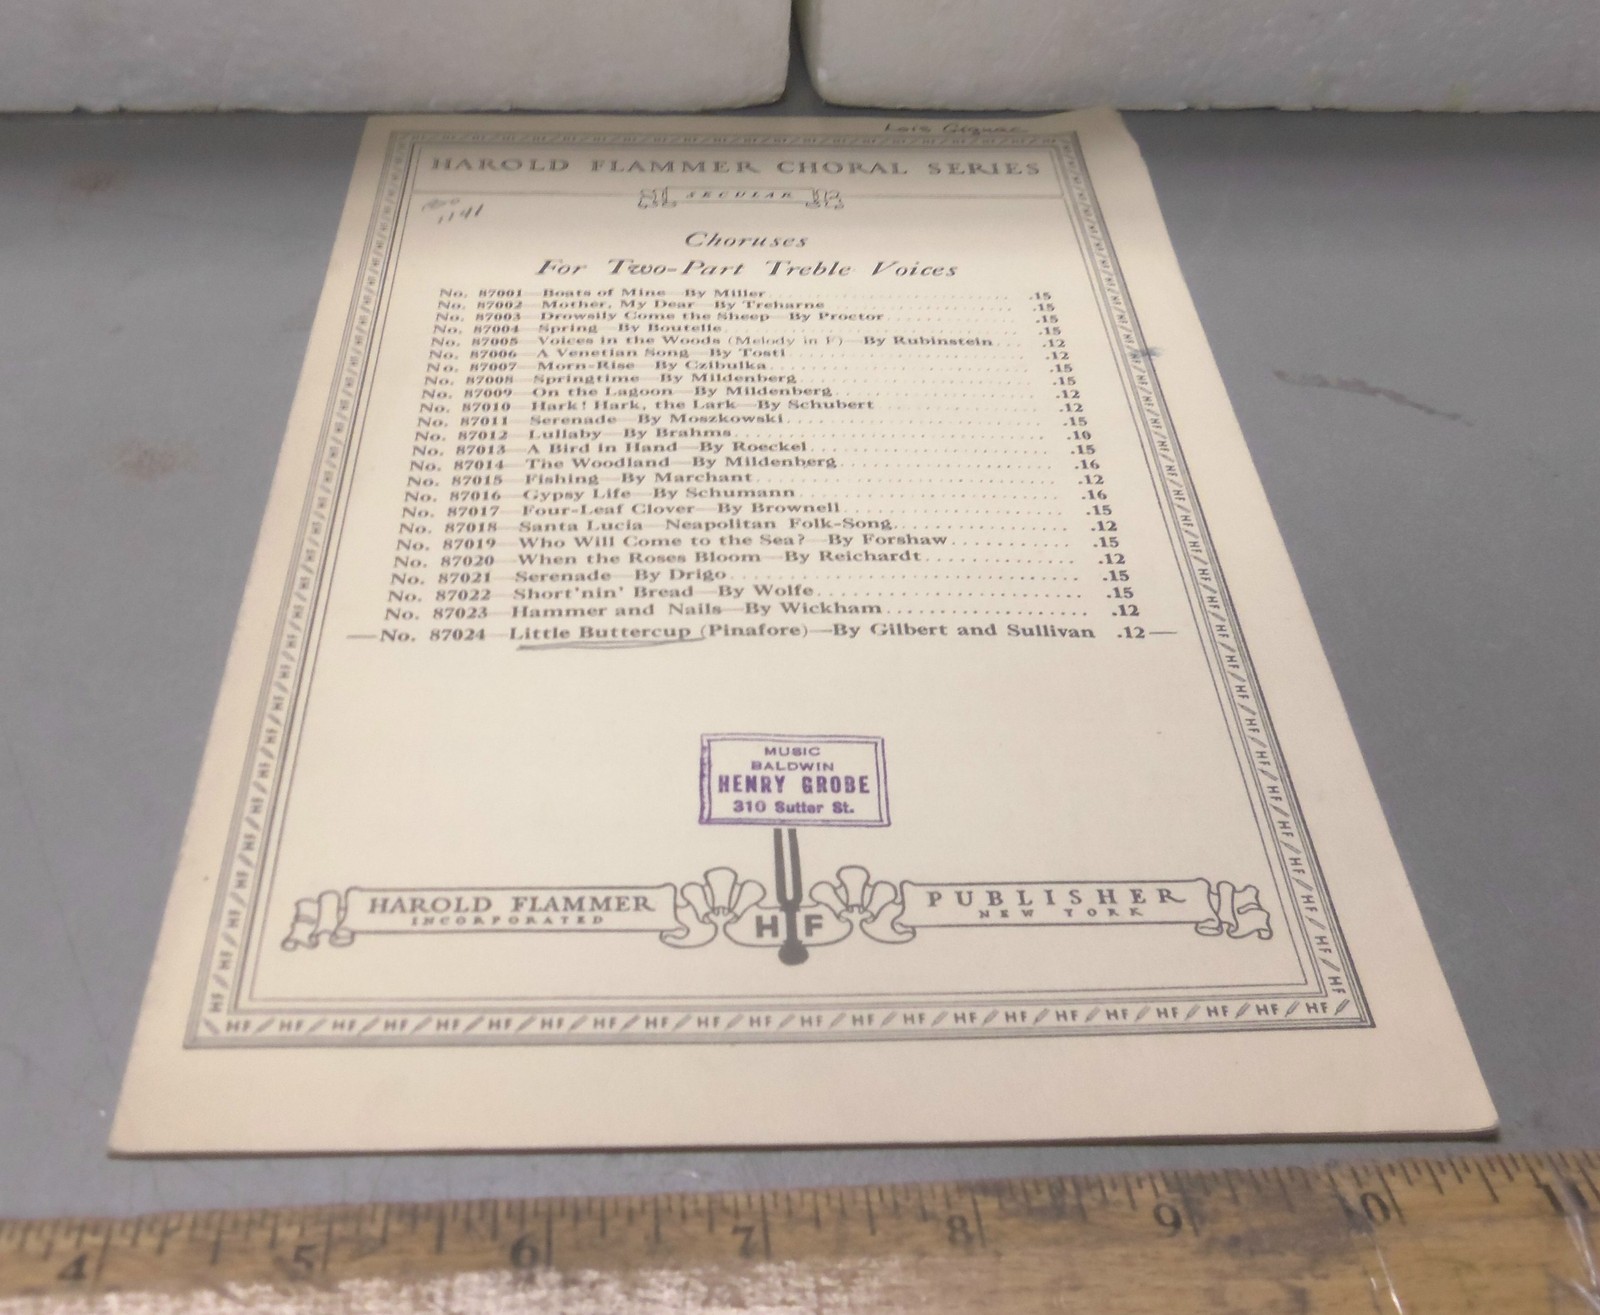 Lois Gignac
HAROLD FLAMMER CHORAL SERIES
SECULAR
1141
Choruses
For Two-Part Treble Voices
No. 87001—Boats of Mine—By Miller .15
No. 87002—Mother, My Dear—By Treharne .15
No. 87003—Drowsily Come the Sheep—By Proctor .15
No. 87004—Spring—By Boutelle .15
No. 87005—Voices in the Woods (Melody in F)—By Rubinstein .12
No. 87006—A Venetian Song—By Tosti .12
No. 87007—Morn-Rise—By Czibulka .15
No. 87008—Springtime—By Mildenberg .15
No. 87009—On the Lagoon—By Mildenberg .12
No. 87010—Hark! Hark, the Lark—By Schubert .12
No. 87011—Serenade—By Moszkowski .15
No. 87012—Lullaby—By Brahms .10
No. 87013—A Bird in Hand—By Roeckel .15
No. 87014—The Woodland—By Mildenberg .16
No. 87015—Fishing—By Marchant .12
No. 87016—Gypsy Life—By Schumann .16
No. 87017—Four-Leaf Clover—By Brownell .15
No. 87018—Santa Lucia—Neapolitan Folk-Song .12
No. 87019—Who Will Come to the Sea?—By Forshaw .15
No. 87020—When the Roses Bloom—By Reichardt .12
No. 87021—Serenade—By Drigo .15
No. 87022—Short'nin' Bread—By Wolfe .15
No. 87023—Hammer and Nails—By Wickham .12
—No. 87024—Little Buttercup (Pinafore)—By Gilbert and Sullivan .12—
MUSIC
BALDWIN
HENRY GROBE
310 Sutter St.
HAROLD FLAMMER
INCORPORATED
HF
PUBLISHER
NEW YORK
4 5 6 7 8 9 10 11